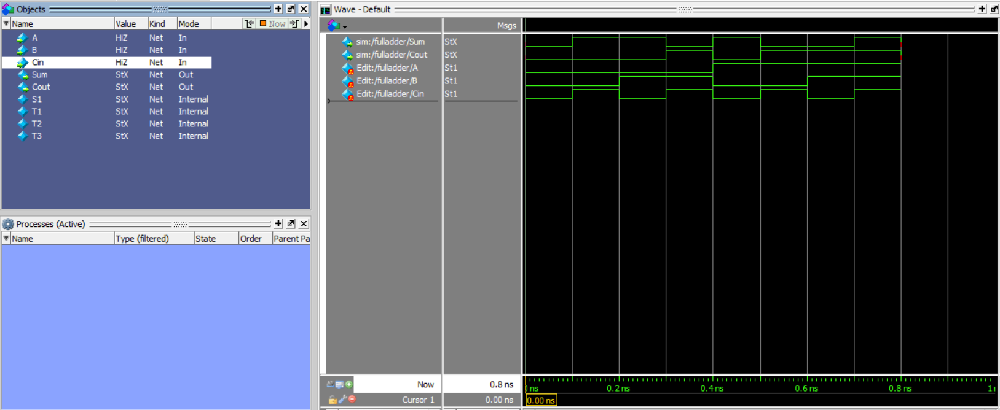 Objects
Name Value Kind Mode Now
A HiZ Net In
B HiZ Net In
Cin HiZ Net In
Sum StX Net Out
Cout StX Net Out
S1 StX Net Internal
T1 StX Net Internal
T2 StX Net Internal
T3 StX Net Internal
Processes (Active)
Name Type (filtered) State Order Parent Pa
Wave - Default
Msgs
sim:/fulladder/Sum StX
sim:/fulladder/Cout StX
Edit:/fulladder/A St1
Edit:/fulladder/B St1
Edit:/fulladder/Cin St1
Now 0.8 ns
ns 0.2 ns 0.4 ns 0.6 ns 0.8 ns 1
Cursor 1 0.00 ns
0.00 ns